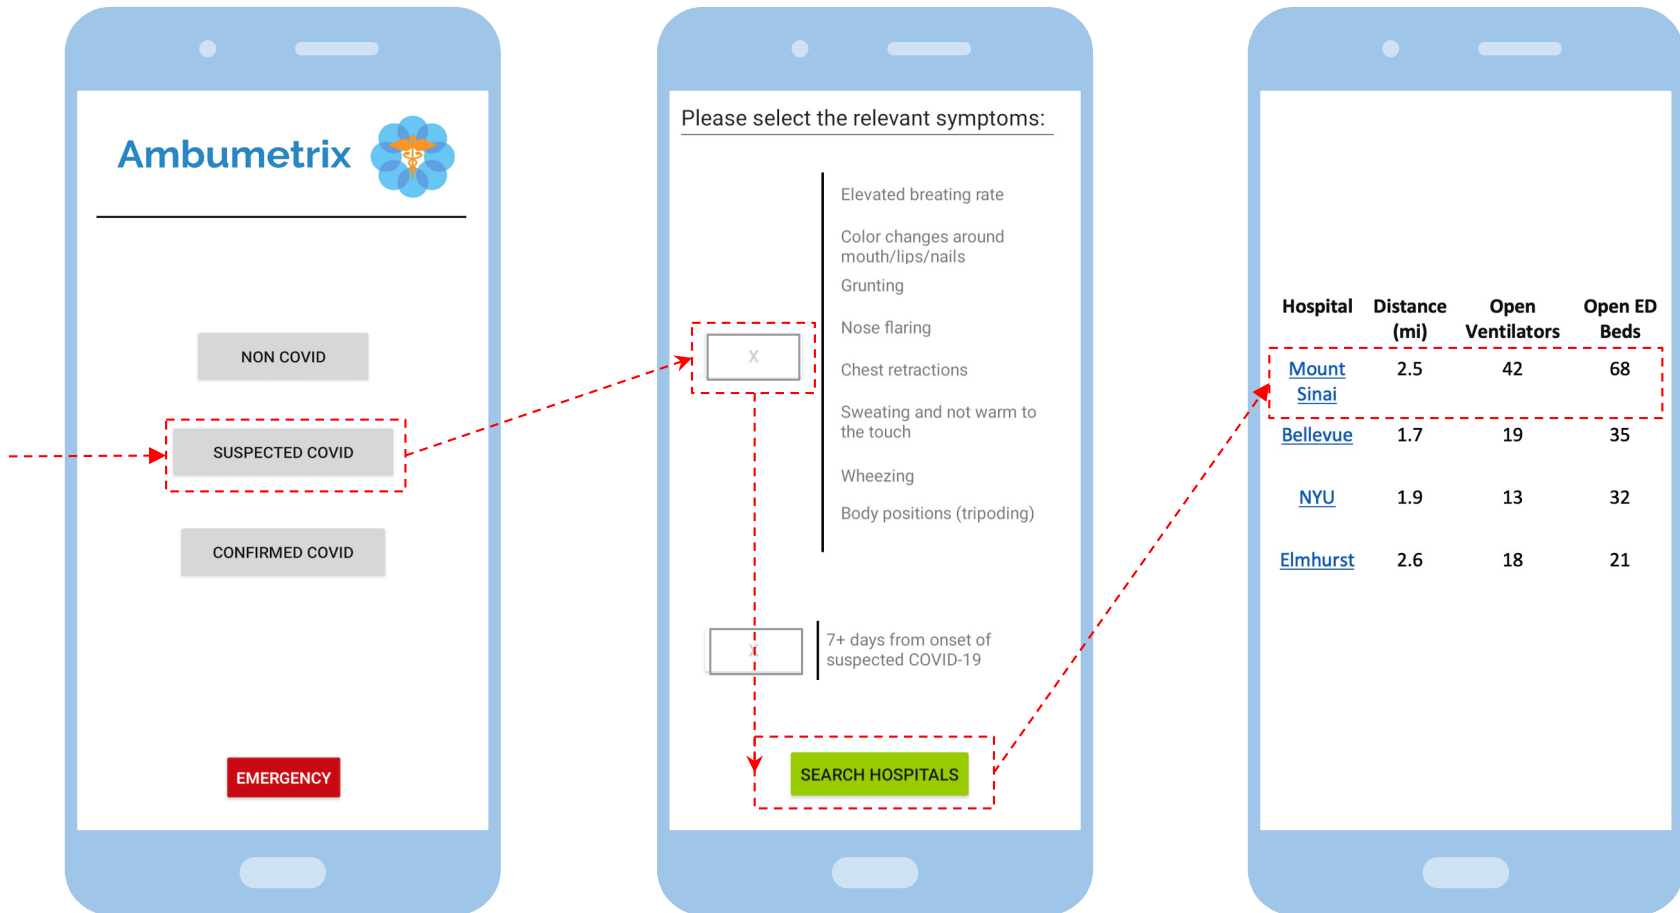 Ambumetrix
NON COVID
SUSPECTED COVID
CONFIRMED COVID
EMERGENCY
Please select the relevant symptoms:
Elevated breating rate
Color changes around
mouth/lips/nails
Grunting
Nose flaring
X
Chest retractions
Sweating and not warm to
the touch
Wheezing
Body positions (tripoding)
X
7+ days from onset of
suspected COVID-19
SEARCH HOSPITALS
Hospital Distance Open Open ED
(mi) Ventilators Beds
Mount 2.5 42 68
Sinai
Bellevue 1.7 19 35
NYU 1.9 13 32
Elmhurst 2.6 18 21